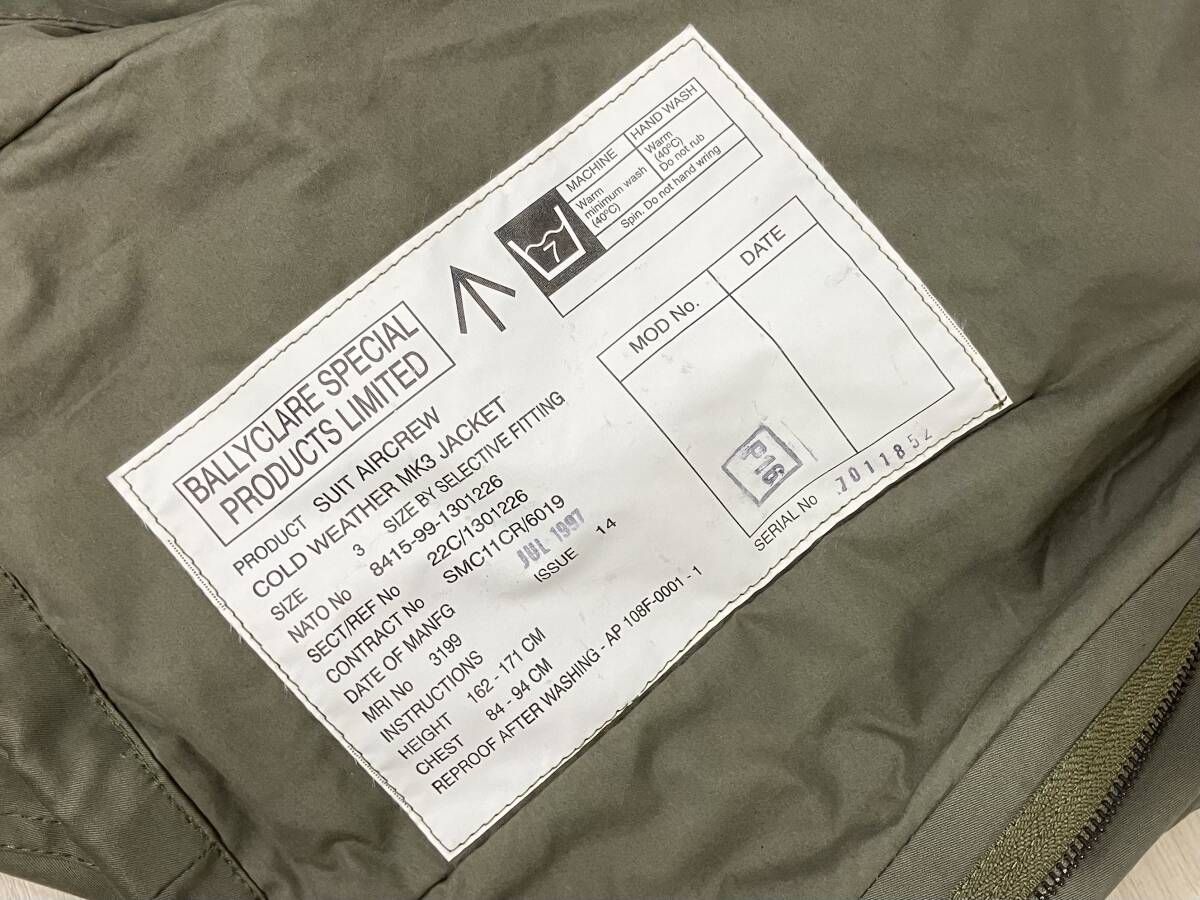 BALLYCLARE SPECIAL
PRODUCTS LIMITED
PRODUCT SUIT AIRCREW
COLD WEATHER MK3 JACKET
SIZE 3 SIZE BY SELECTIVE FITTING
NATO No 8415-99-1301226
SECT/REF No 22C/1301226
CONTRACT No SMC11CR/6019
DATE OF MANFG JUL 1997
MRI No 3199 ISSUE 14
INSTRUCTIONS
HEIGHT 162 - 171 CM
CHEST 84 - 94 CM
REPROOF AFTER WASHING - AP 108F-0001 - 1
7
MACHINE HAND WASH
Warm
minimum wash
(40°C)
Warm
(40°C)
Do not rub
Spin. Do not hand wring
MOD No. DATE
SERIAL No 7011852